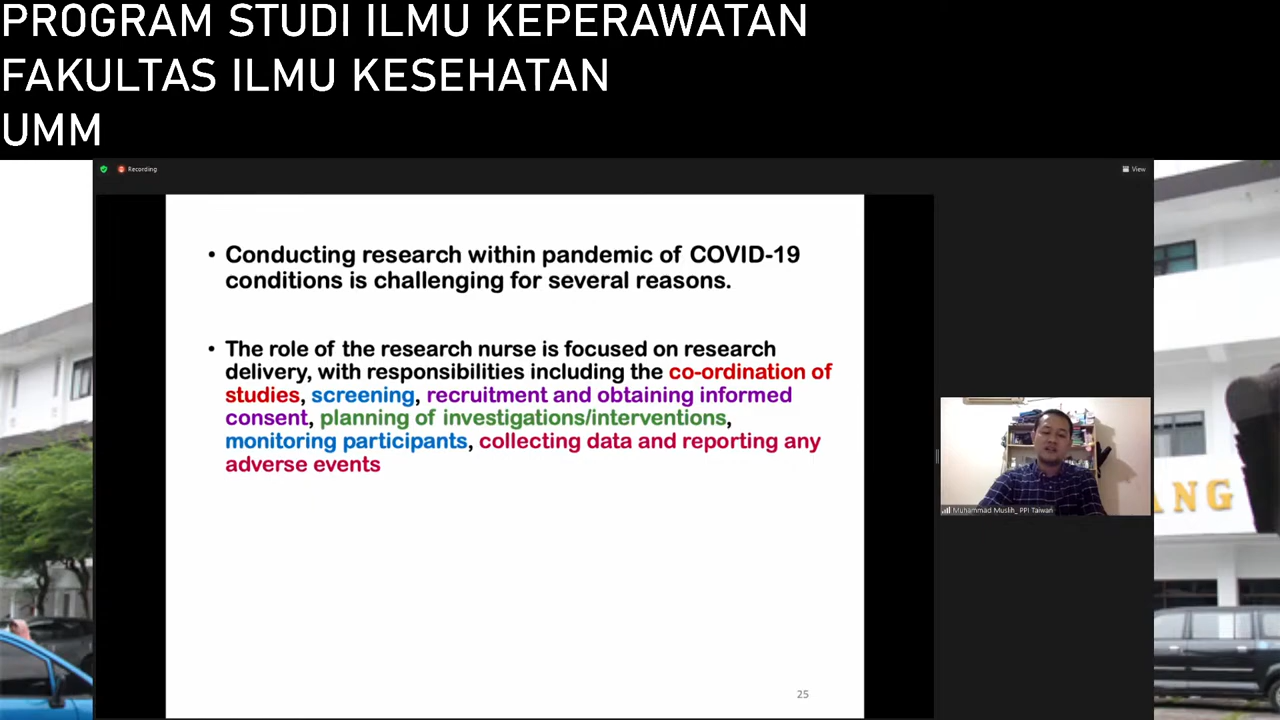 PROGRAM STUDI ILMU KEPERAWATAN
FAKULTAS ILMU KESEHATAN
UMM
Recording
View
• Conducting research within pandemic of COVID-19
conditions is challenging for several reasons.
• The role of the research nurse is focused on research
delivery, with responsibilities including the co-ordination of
studies, screening, recruitment and obtaining informed
consent, planning of investigations/interventions,
monitoring participants, collecting data and reporting any
adverse events
Muhammad Muslih_ PPI Taiwan
ANG
25